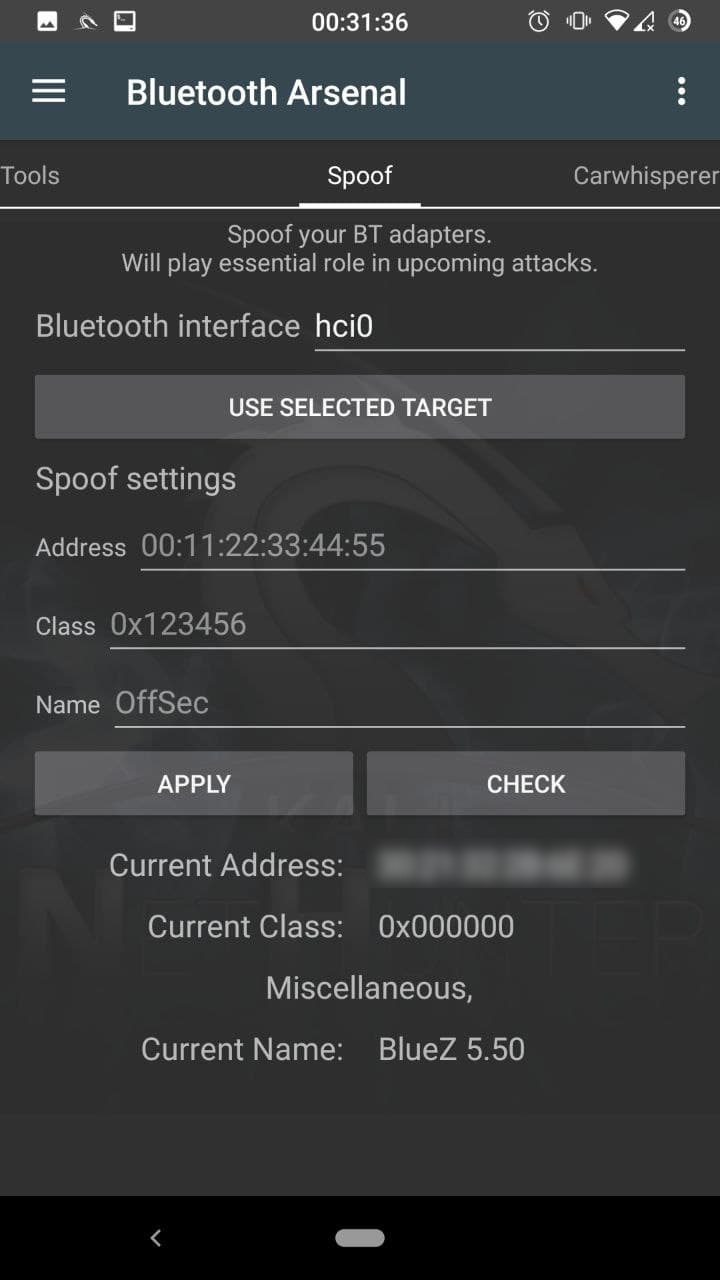 00:31:36
46
Bluetooth Arsenal
Tools
Spoof
Carwhisperer
Spoof your BT adapters.
Will play essential role in upcoming attacks.
Bluetooth interface hci0
USE SELECTED TARGET
Spoof settings
Address 00:11:22:33:44:55
Class 0x123456
Name OffSec
APPLY
CHECK
Current Address:
Current Class: 0x000000
Miscellaneous,
Current Name: BlueZ 5.50
KALI
NETHUNTER